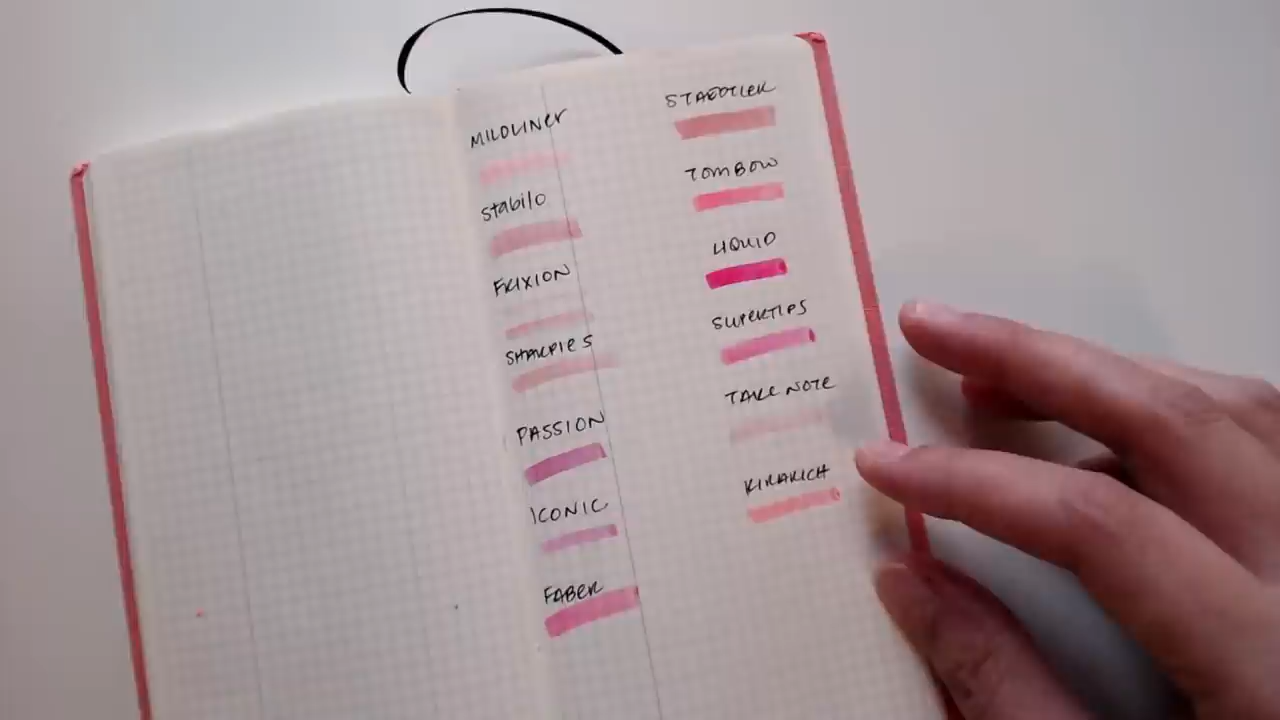 MILDLINER
Stabilo
FRIXION
SHARPIES
PASSION
ICONIC
FABER
STAEDTLER
TOMBOW
LIQUID
SUPERTIPS
TAKE NOTE
KIRARICH